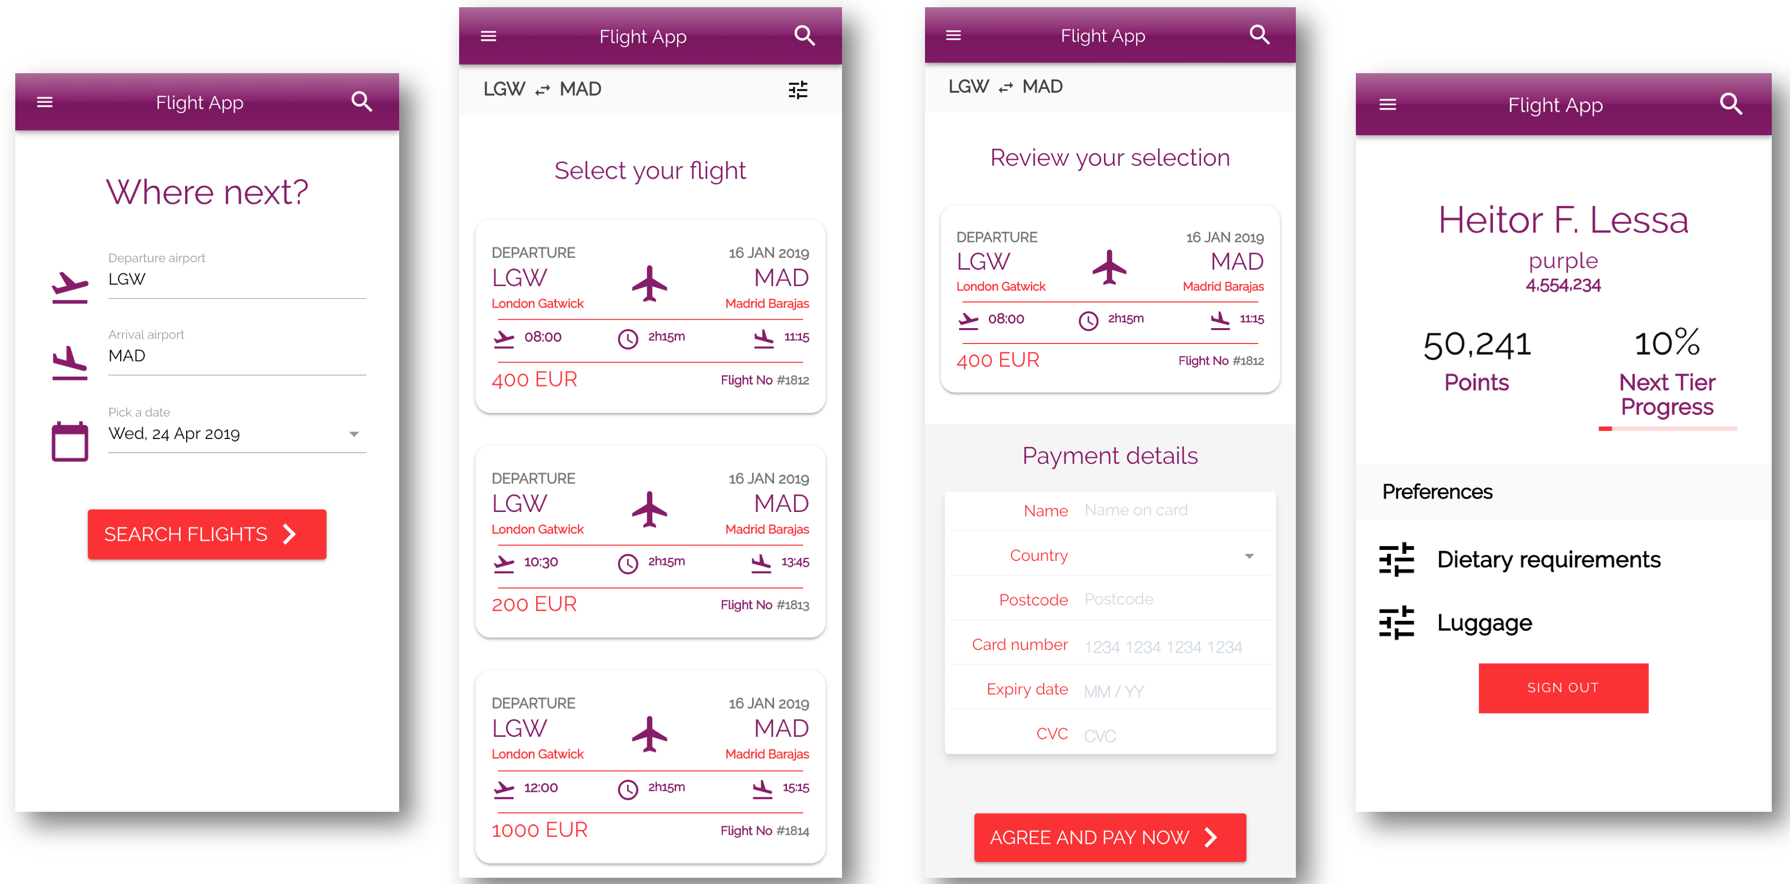 Flight App
Where next?
Departure airport
LGW
Arrival airport
MAD
Pick a date
Wed, 24 Apr 2019
SEARCH FLIGHTS
Flight App
LGW MAD
Select your flight
DEPARTURE 16 JAN 2019
LGW MAD
London Gatwick Madrid Barajas
08:00 2h15m 11:15
400 EUR Flight No #1812
DEPARTURE 16 JAN 2019
LGW MAD
London Gatwick Madrid Barajas
10:30 2h15m 13:45
200 EUR Flight No #1813
DEPARTURE 16 JAN 2019
LGW MAD
London Gatwick Madrid Barajas
12:00 2h15m 15:15
1000 EUR Flight No #1814
Flight App
LGW MAD
Review your selection
DEPARTURE 16 JAN 2019
LGW MAD
London Gatwick Madrid Barajas
08:00 2h15m 11:15
400 EUR Flight No #1812
Payment details
Name Name on card
Country
Postcode Postcode
Card number 1234 1234 1234 1234
Expiry date MM / YY
CVC CVC
AGREE AND PAY NOW
Flight App
Heitor F. Lessa
purple
4,554,234
50,241 10%
Points Next Tier
Progress
Preferences
Dietary requirements
Luggage
SIGN OUT